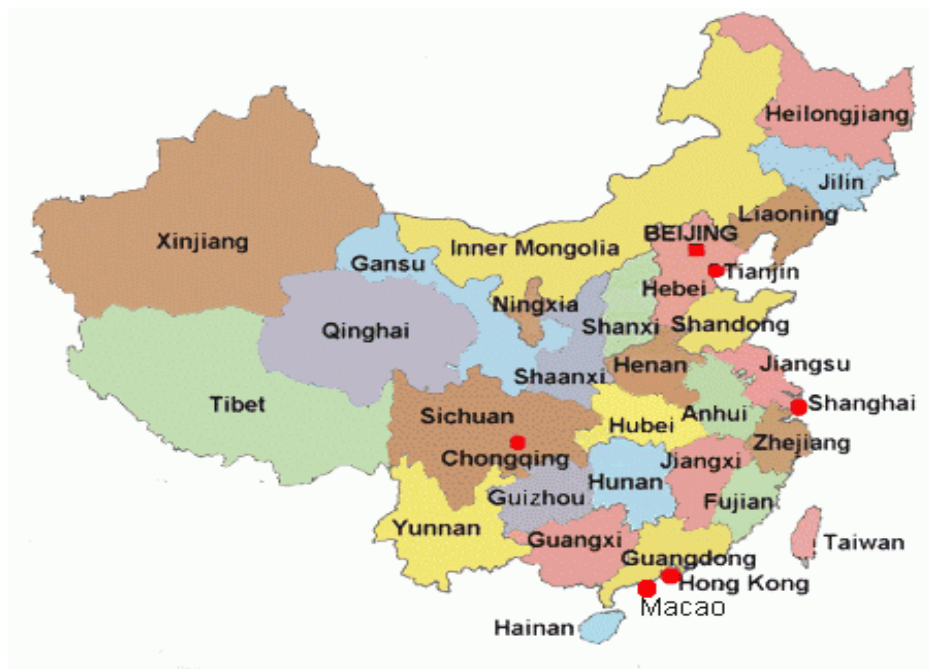 Heilongjiang
Jilin
Liaoning
BEIJING
Xinjiang
Inner Mongolia
Gansu
Tianjin
Hebei
Ningxia
Qinghai
Shanxi
Shandong
Henan
Jiangsu
Shaanxi
Tibet
Shanghai
Sichuan
Anhui
Hubei
Zhejiang
Chongqing
Jiangxi
Hunan
Guizhou
Fujian
Yunnan
Guangxi
Taiwan
Guangdong
Hong Kong
Macao
Hainan